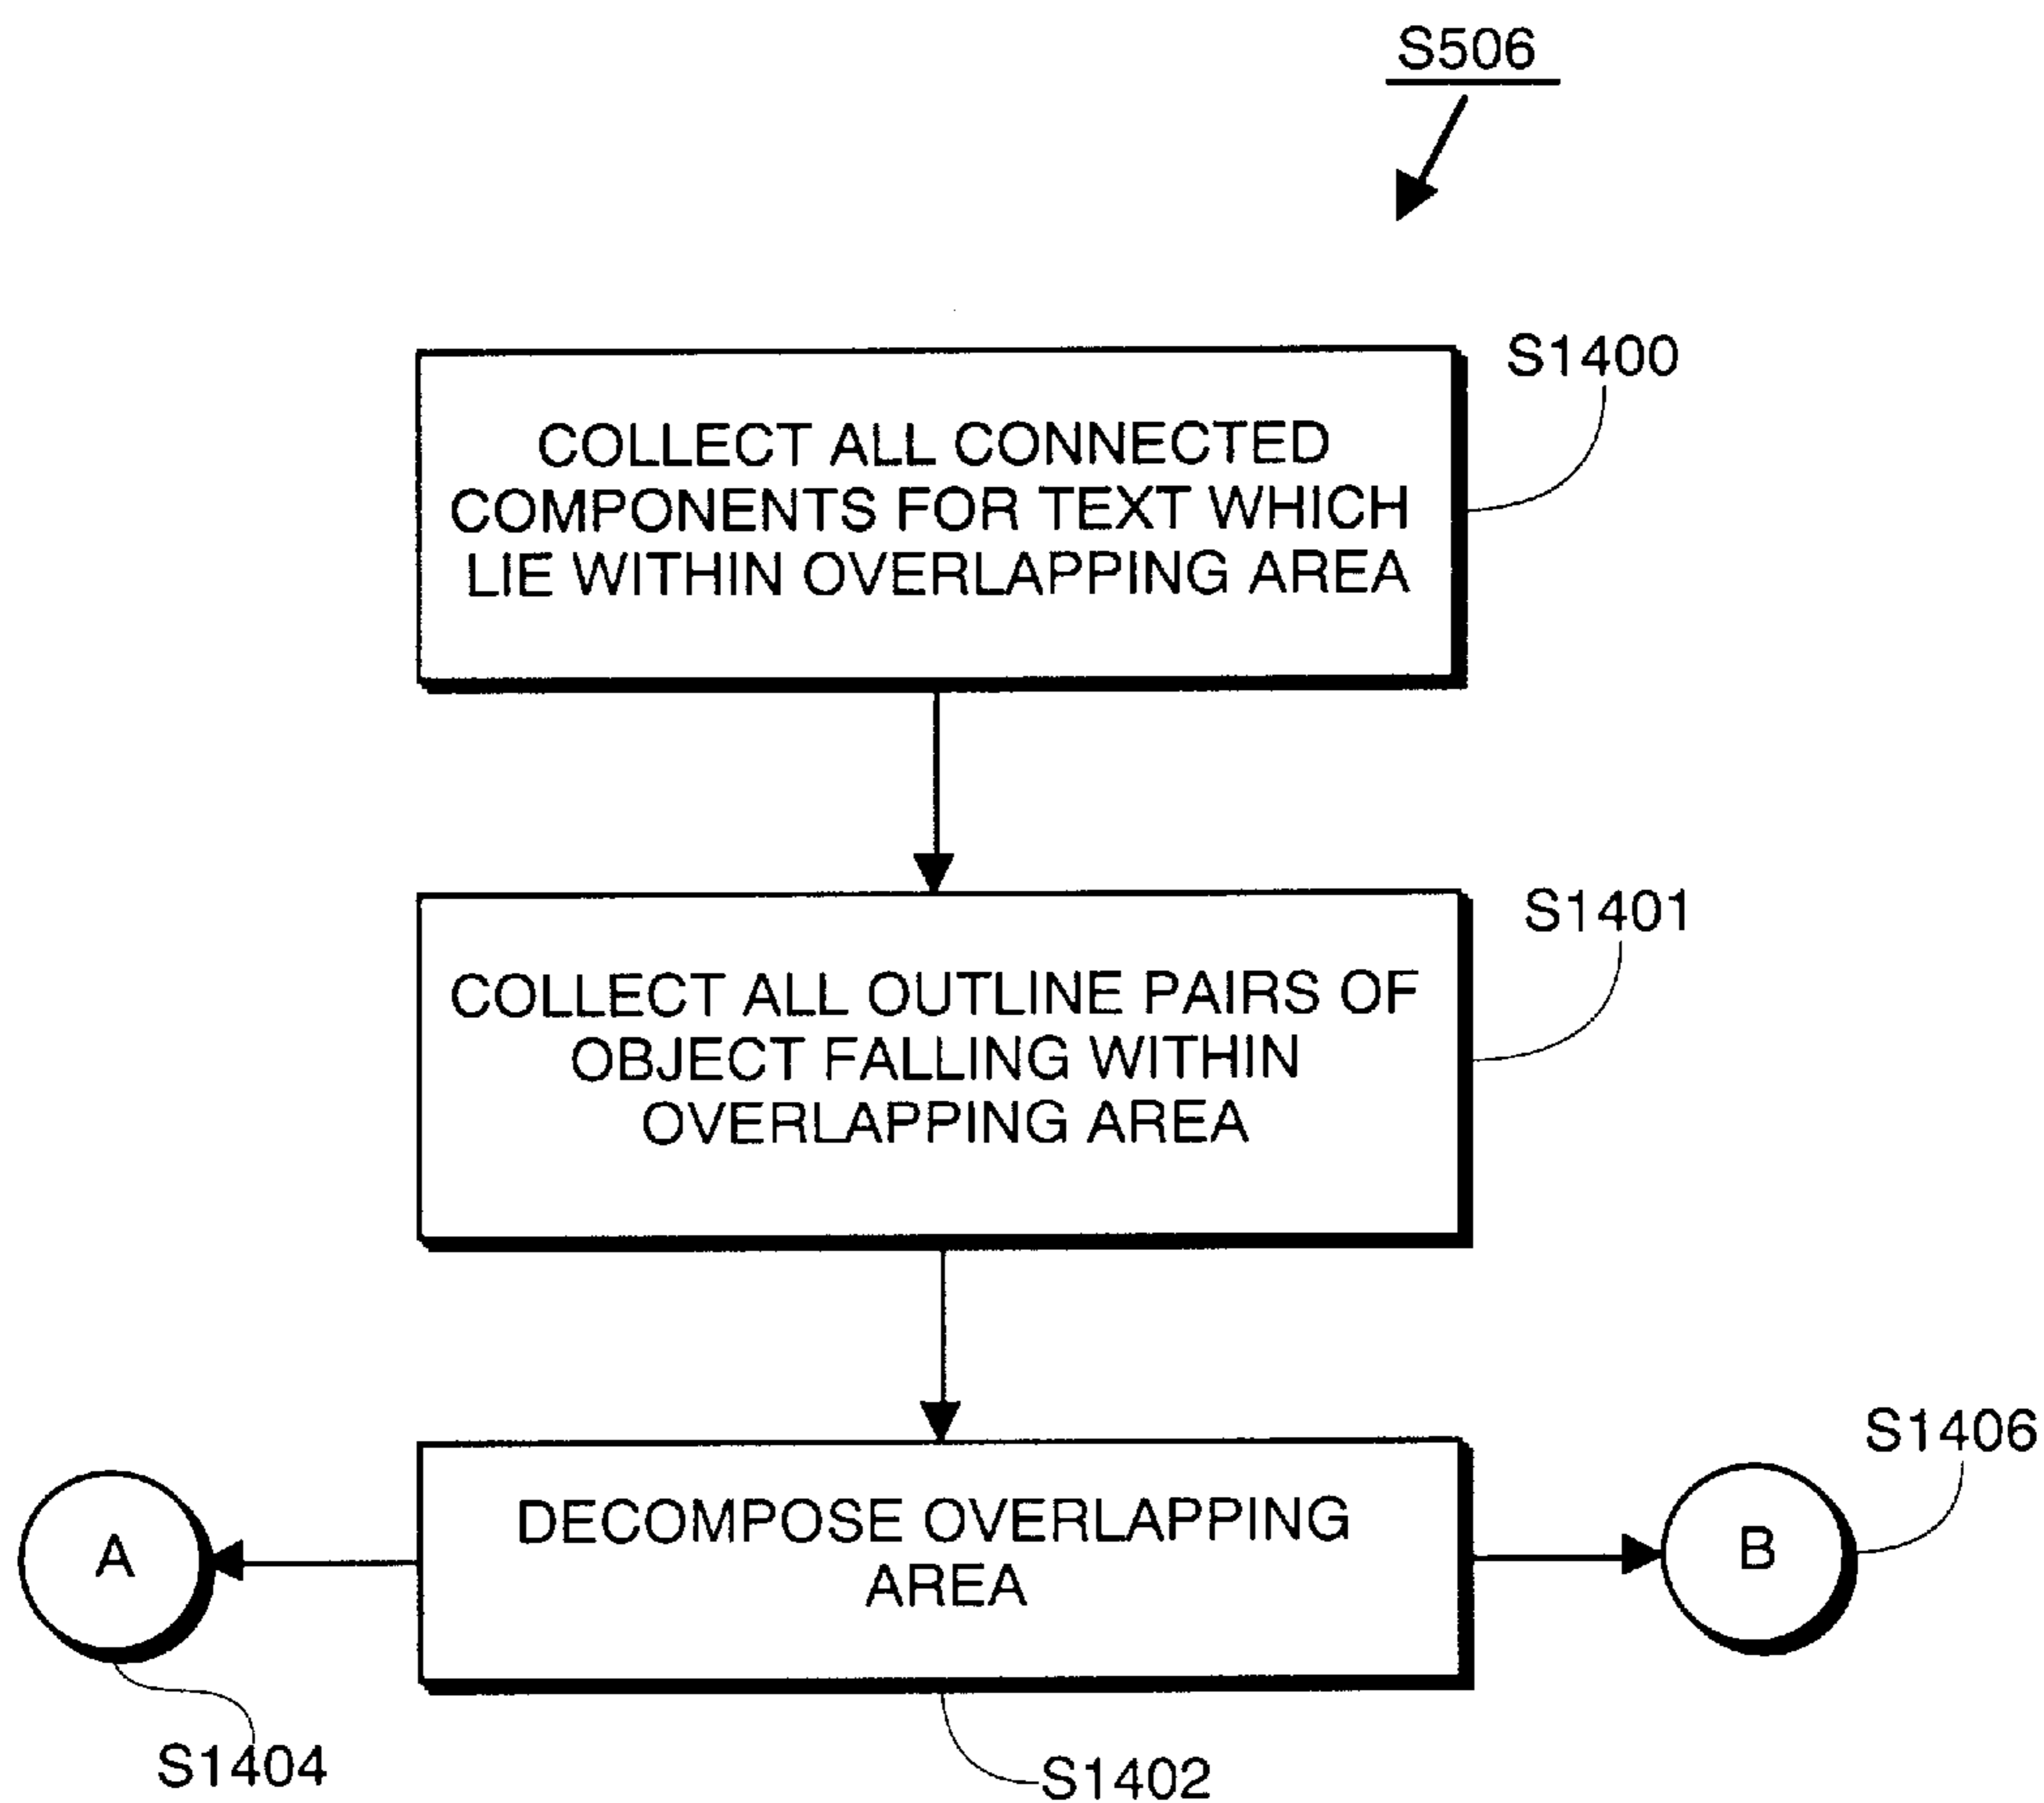 S506
S1400
COLLECT ALL CONNECTED
COMPONENTS FOR TEXT WHICH
LIE WITHIN OVERLAPPING AREA
S1401
COLLECT ALL OUTLINE PAIRS OF
OBJECT FALLING WITHIN
OVERLAPPING AREA
S1406
DECOMPOSE OVERLAPPING
AREA
A
B
S1404
S1402